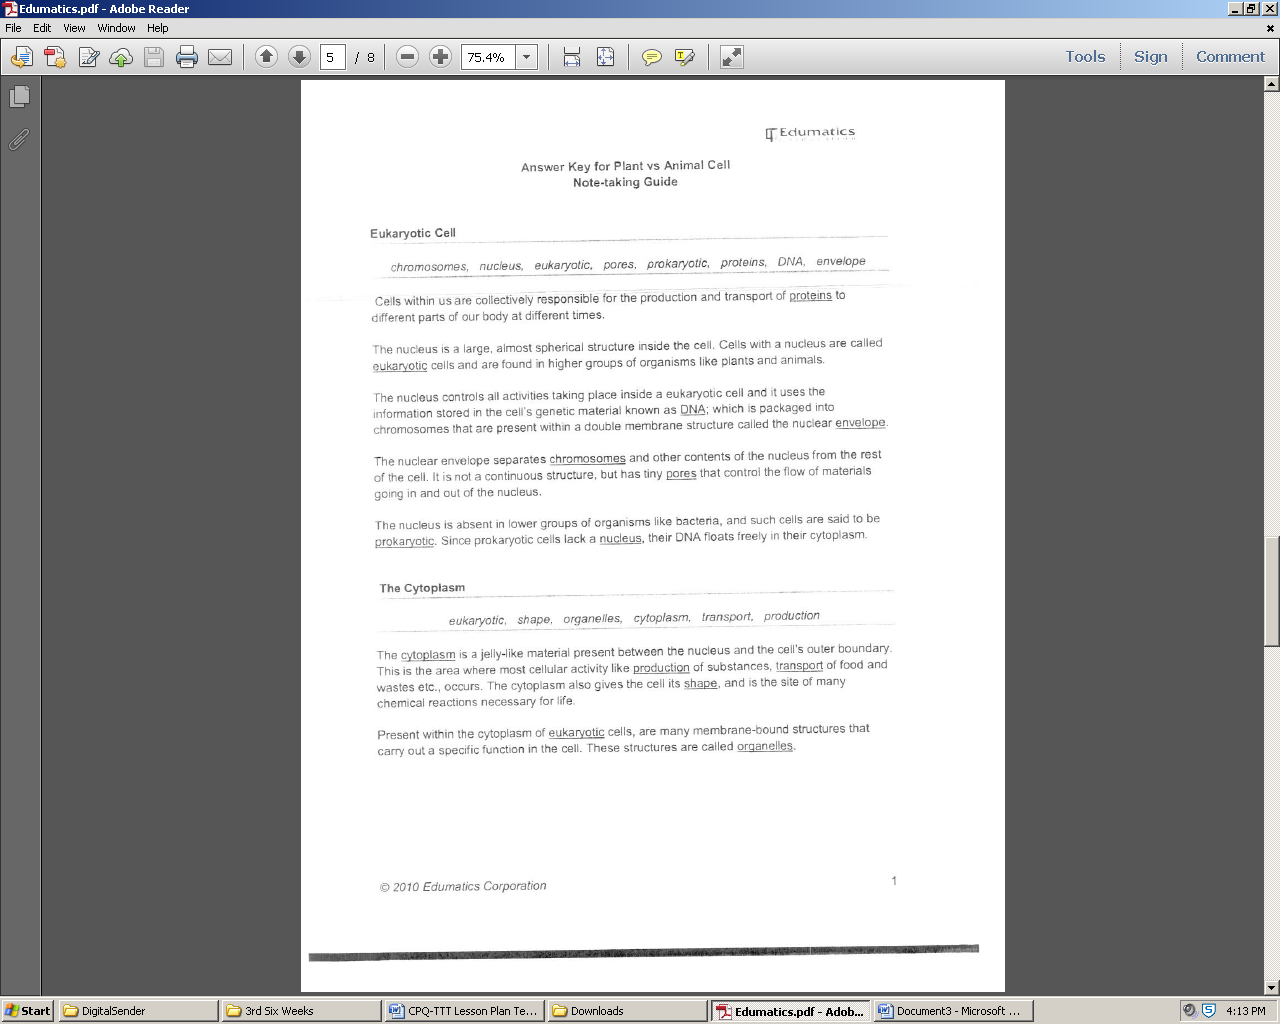 Edumatics.pdf - Adobe Reader
File Edit View Window Help
5 / 8 75.4% Tools Sign Comment
Edumatics
Answer Key for Plant vs Animal Cell
Note-taking Guide
Eukaryotic Cell
chromosomes, nucleus, eukaryotic, pores, prokaryotic, proteins, DNA, envelope
Cells within us are collectively responsible for the production and transport of proteins to
different parts of our body at different times.
The nucleus is a large, almost spherical structure inside the cell. Cells with a nucleus are called
eukaryotic cells and are found in higher groups of organisms like plants and animals.
The nucleus controls all activities taking place inside a eukaryotic cell and it uses the
information stored in the cell's genetic material known as DNA; which is packaged into
chromosomes that are present within a double membrane structure called the nuclear envelope.
The nuclear envelope separates chromosomes and other contents of the nucleus from the rest
of the cell. It is not a continuous structure, but has tiny pores that control the flow of materials
going in and out of the nucleus.
The nucleus is absent in lower groups of organisms like bacteria, and such cells are said to be
prokaryotic. Since prokaryotic cells lack a nucleus, their DNA floats freely in their cytoplasm.
The Cytoplasm
eukaryotic, shape, organelles, cytoplasm, transport, production
The cytoplasm is a jelly-like material present between the nucleus and the cell's outer boundary.
This is the area where most cellular activity like production of substances, transport of food and
wastes etc., occurs. The cytoplasm also gives the cell its shape, and is the site of many
chemical reactions necessary for life.
Present within the cytoplasm of eukaryotic cells, are many membrane-bound structures that
carry out a specific function in the cell. These structures are called organelles.
© 2010 Edumatics Corporation 1
Start DigitalSender 3rd Six Weeks CPQ-TTT Lesson Plan Te... Downloads Edumatics.pdf - Adob... Document3 - Microsoft ... 4:13 PM